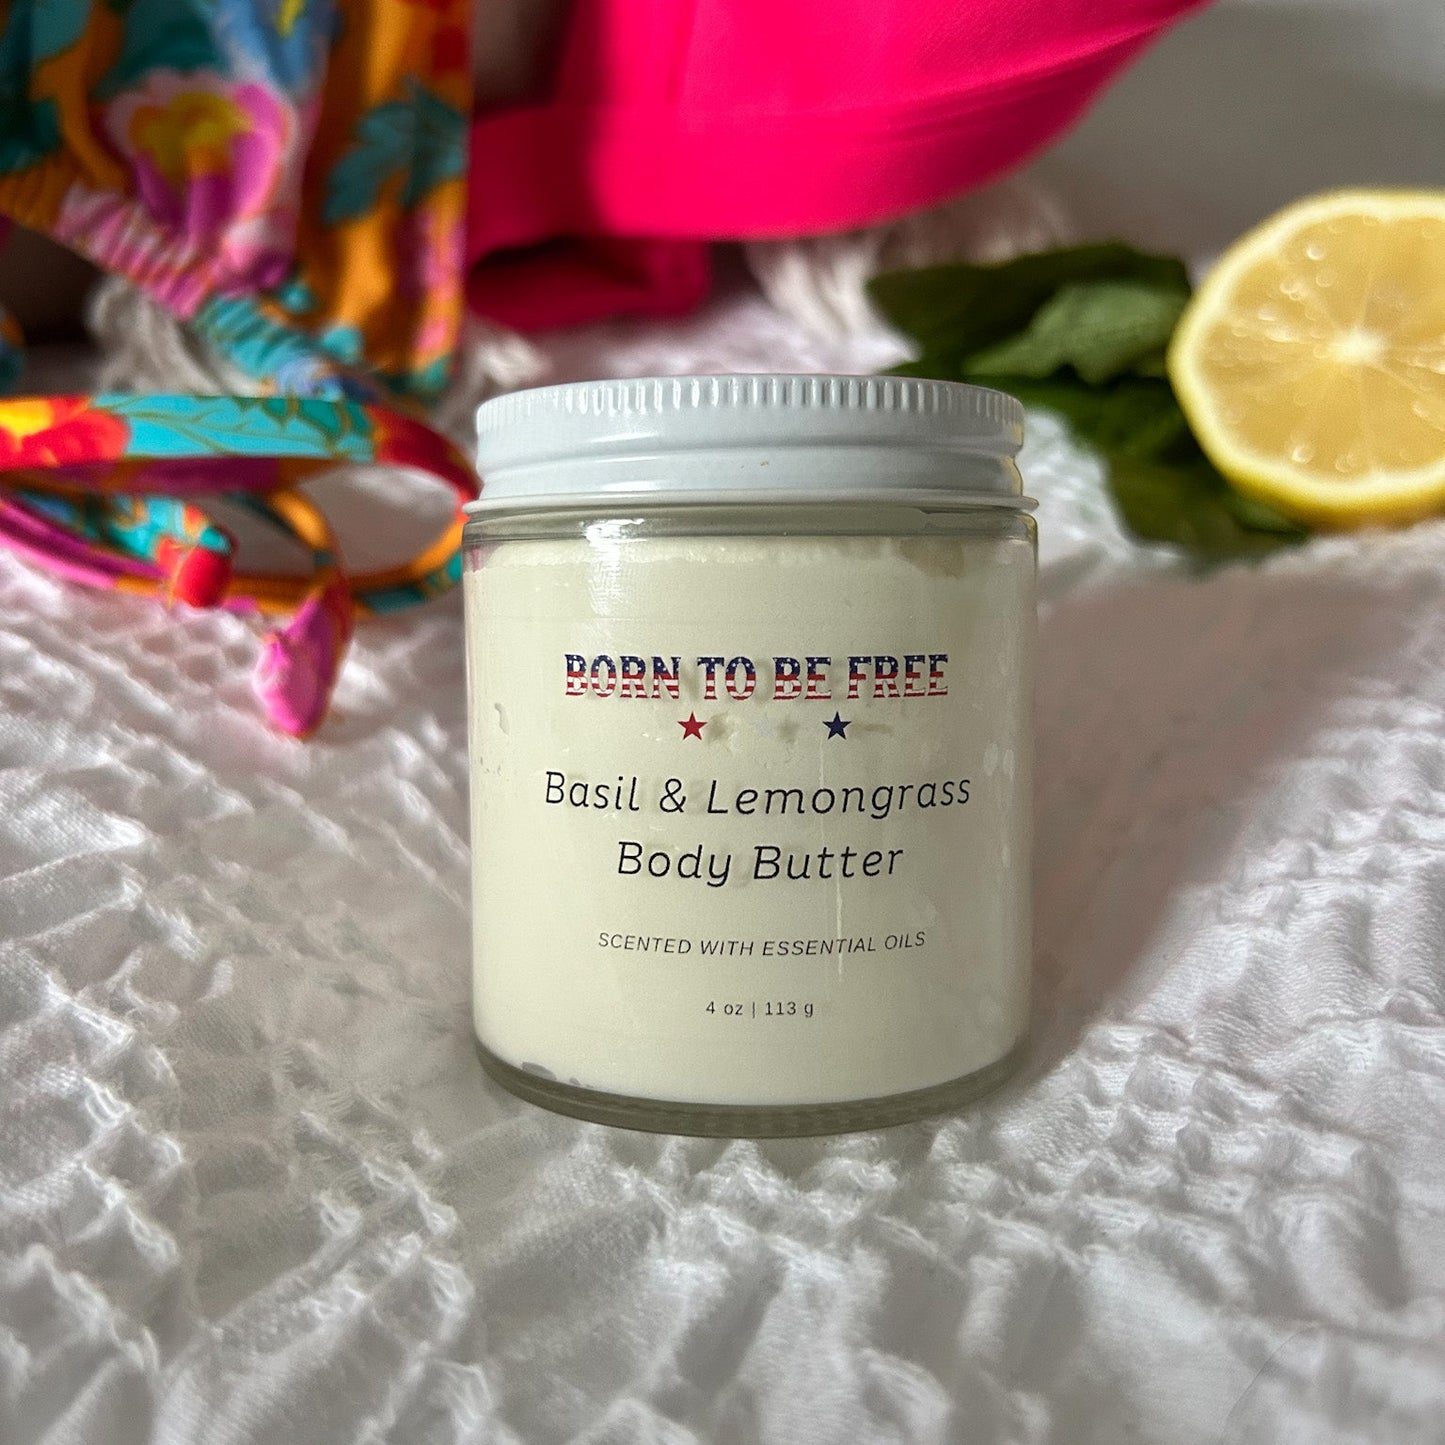 BORN TO BE FREE
Basil & Lemongrass
Body Butter
SCENTED WITH ESSENTIAL OILS
4 oz | 113 g